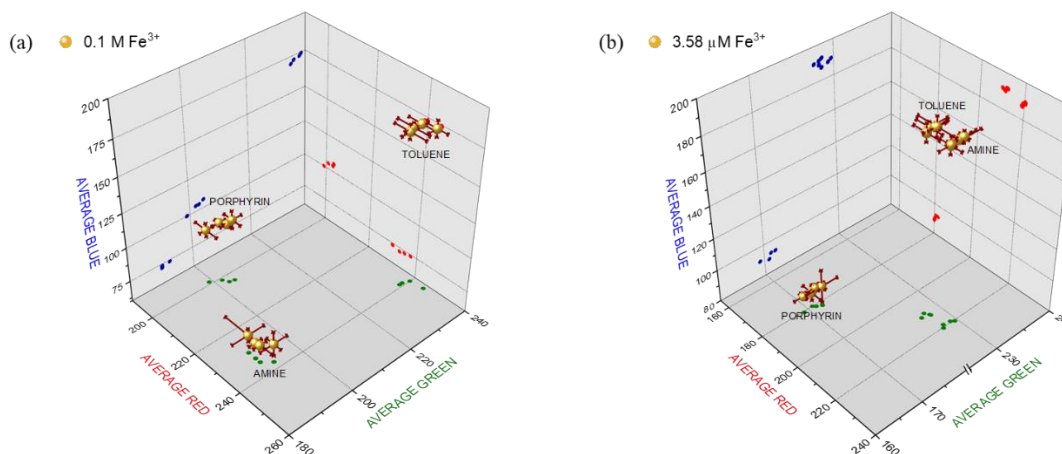 (a) 0.1 M Fe³⁺
200
175
150
125
100
75
AVERAGE BLUE
TOLUENE
PORPHYRIN
AMINE
200
220
240
260
AVERAGE RED
180
200
220
240
AVERAGE GREEN
(b) 3.58 μM Fe³⁺
200
180
160
140
120
100
80
AVERAGE BLUE
TOLUENE
AMINE
PORPHYRIN
160
180
200
220
240
AVERAGE RED
160
170
230
AVERAGE GREEN